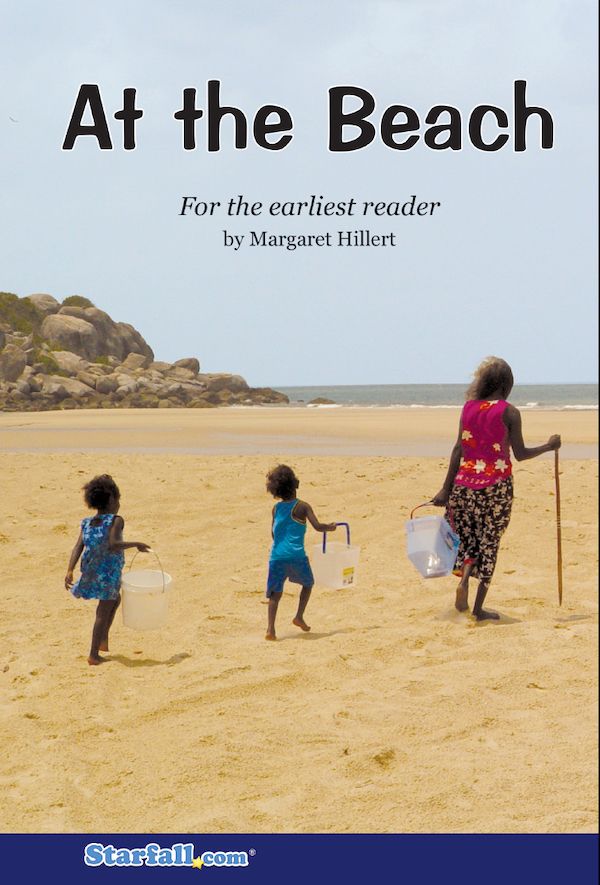 At the Beach
For the earliest reader
by Margaret Hillert
Starfall.com®